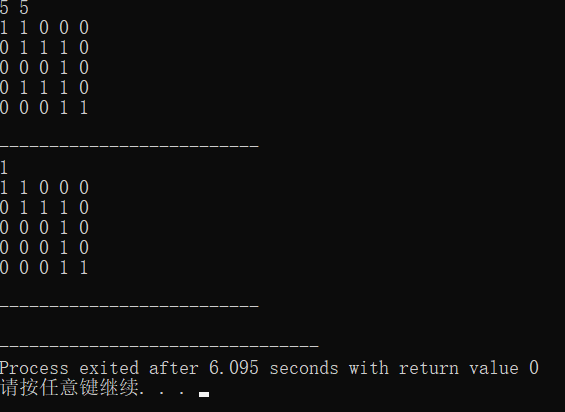 5 5
1 1 0 0 0
0 1 1 1 0
0 0 0 1 0
0 1 1 1 0
0 0 0 1 1
--------------------------
1
1 1 0 0 0
0 1 1 1 0
0 0 0 1 0
0 0 0 1 0
0 0 0 1 1
--------------------------
--------------------------------
Process exited after 6.095 seconds with return value 0
请按任意键继续. . .